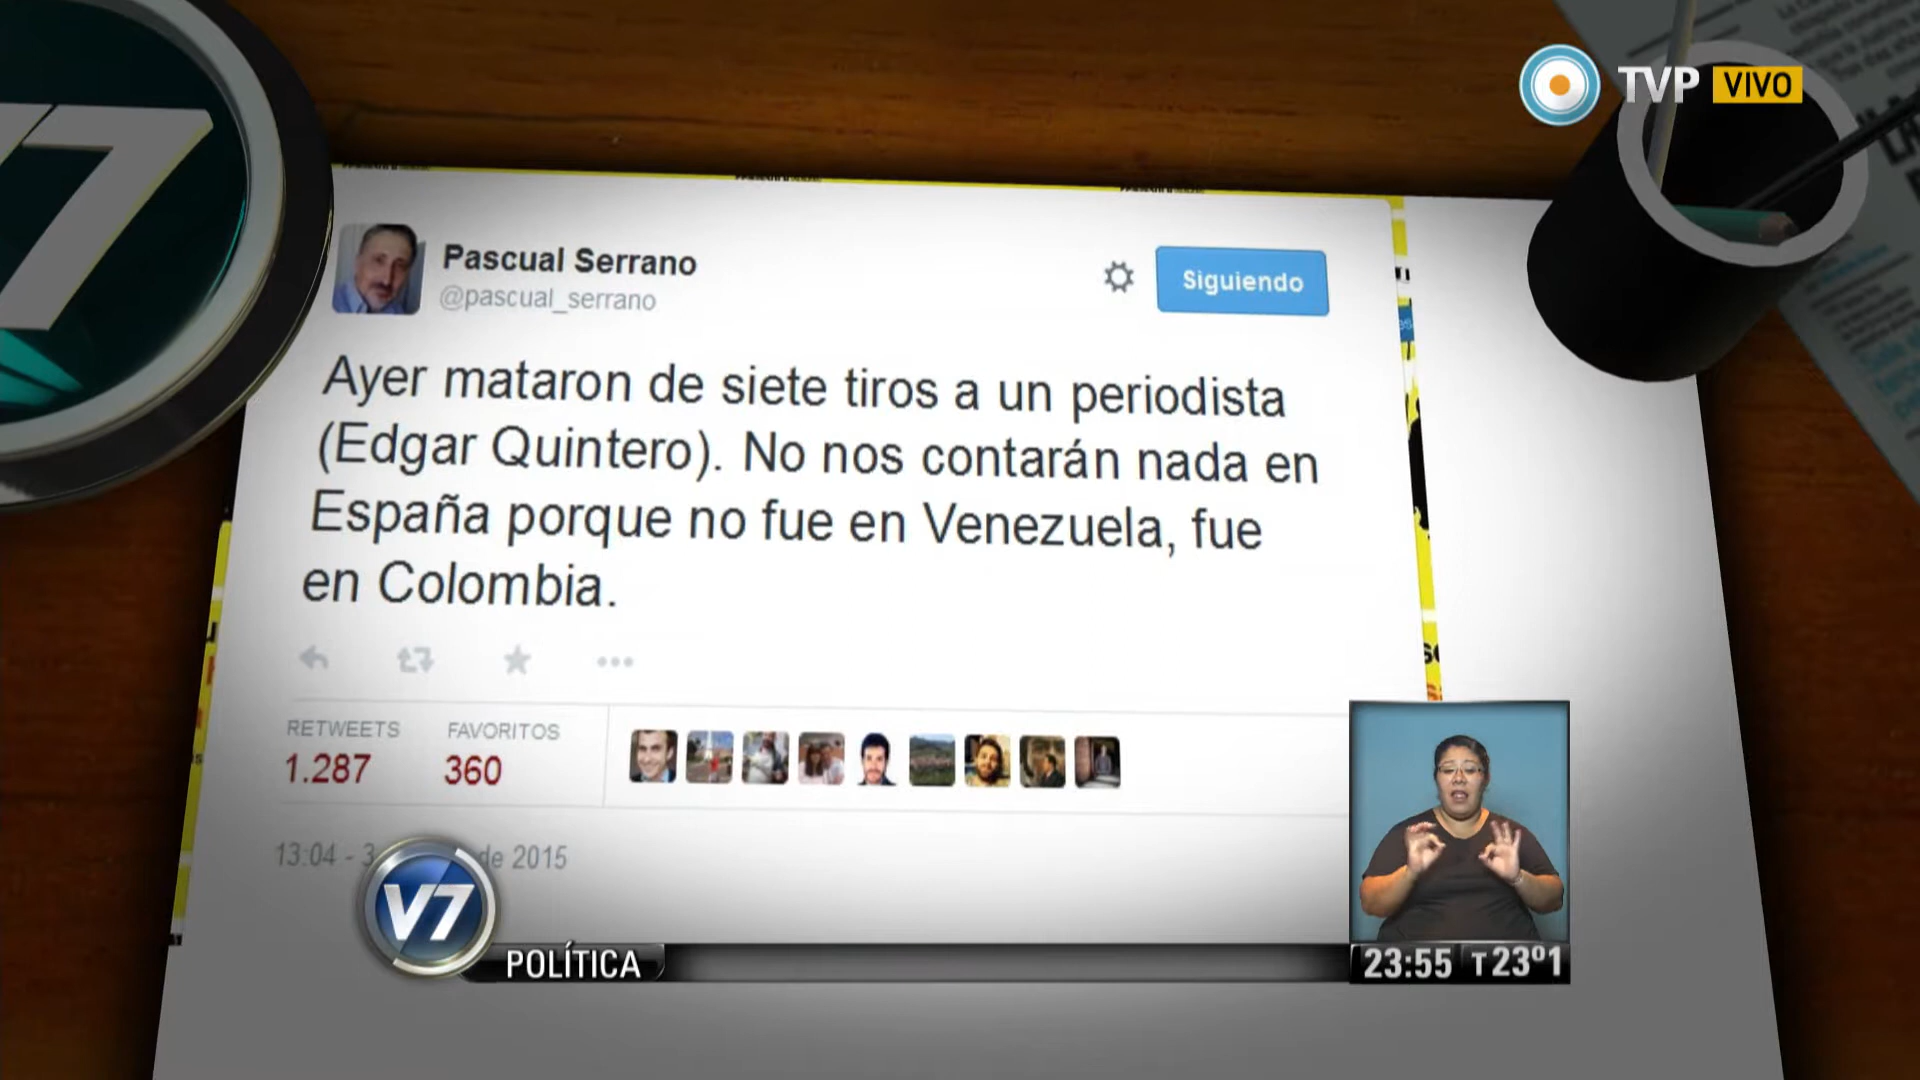 TVP VIVO
V7
Pascual Serrano
@pascual_serrano
Siguiendo
Ayer mataron de siete tiros a un periodista
(Edgar Quintero). No nos contarán nada en
España porque no fue en Venezuela, fue
en Colombia.
RETWEETS FAVORITOS
1.287 360
13:04 - 3 de 2015
V7
POLÍTICA
23:55 T23º1